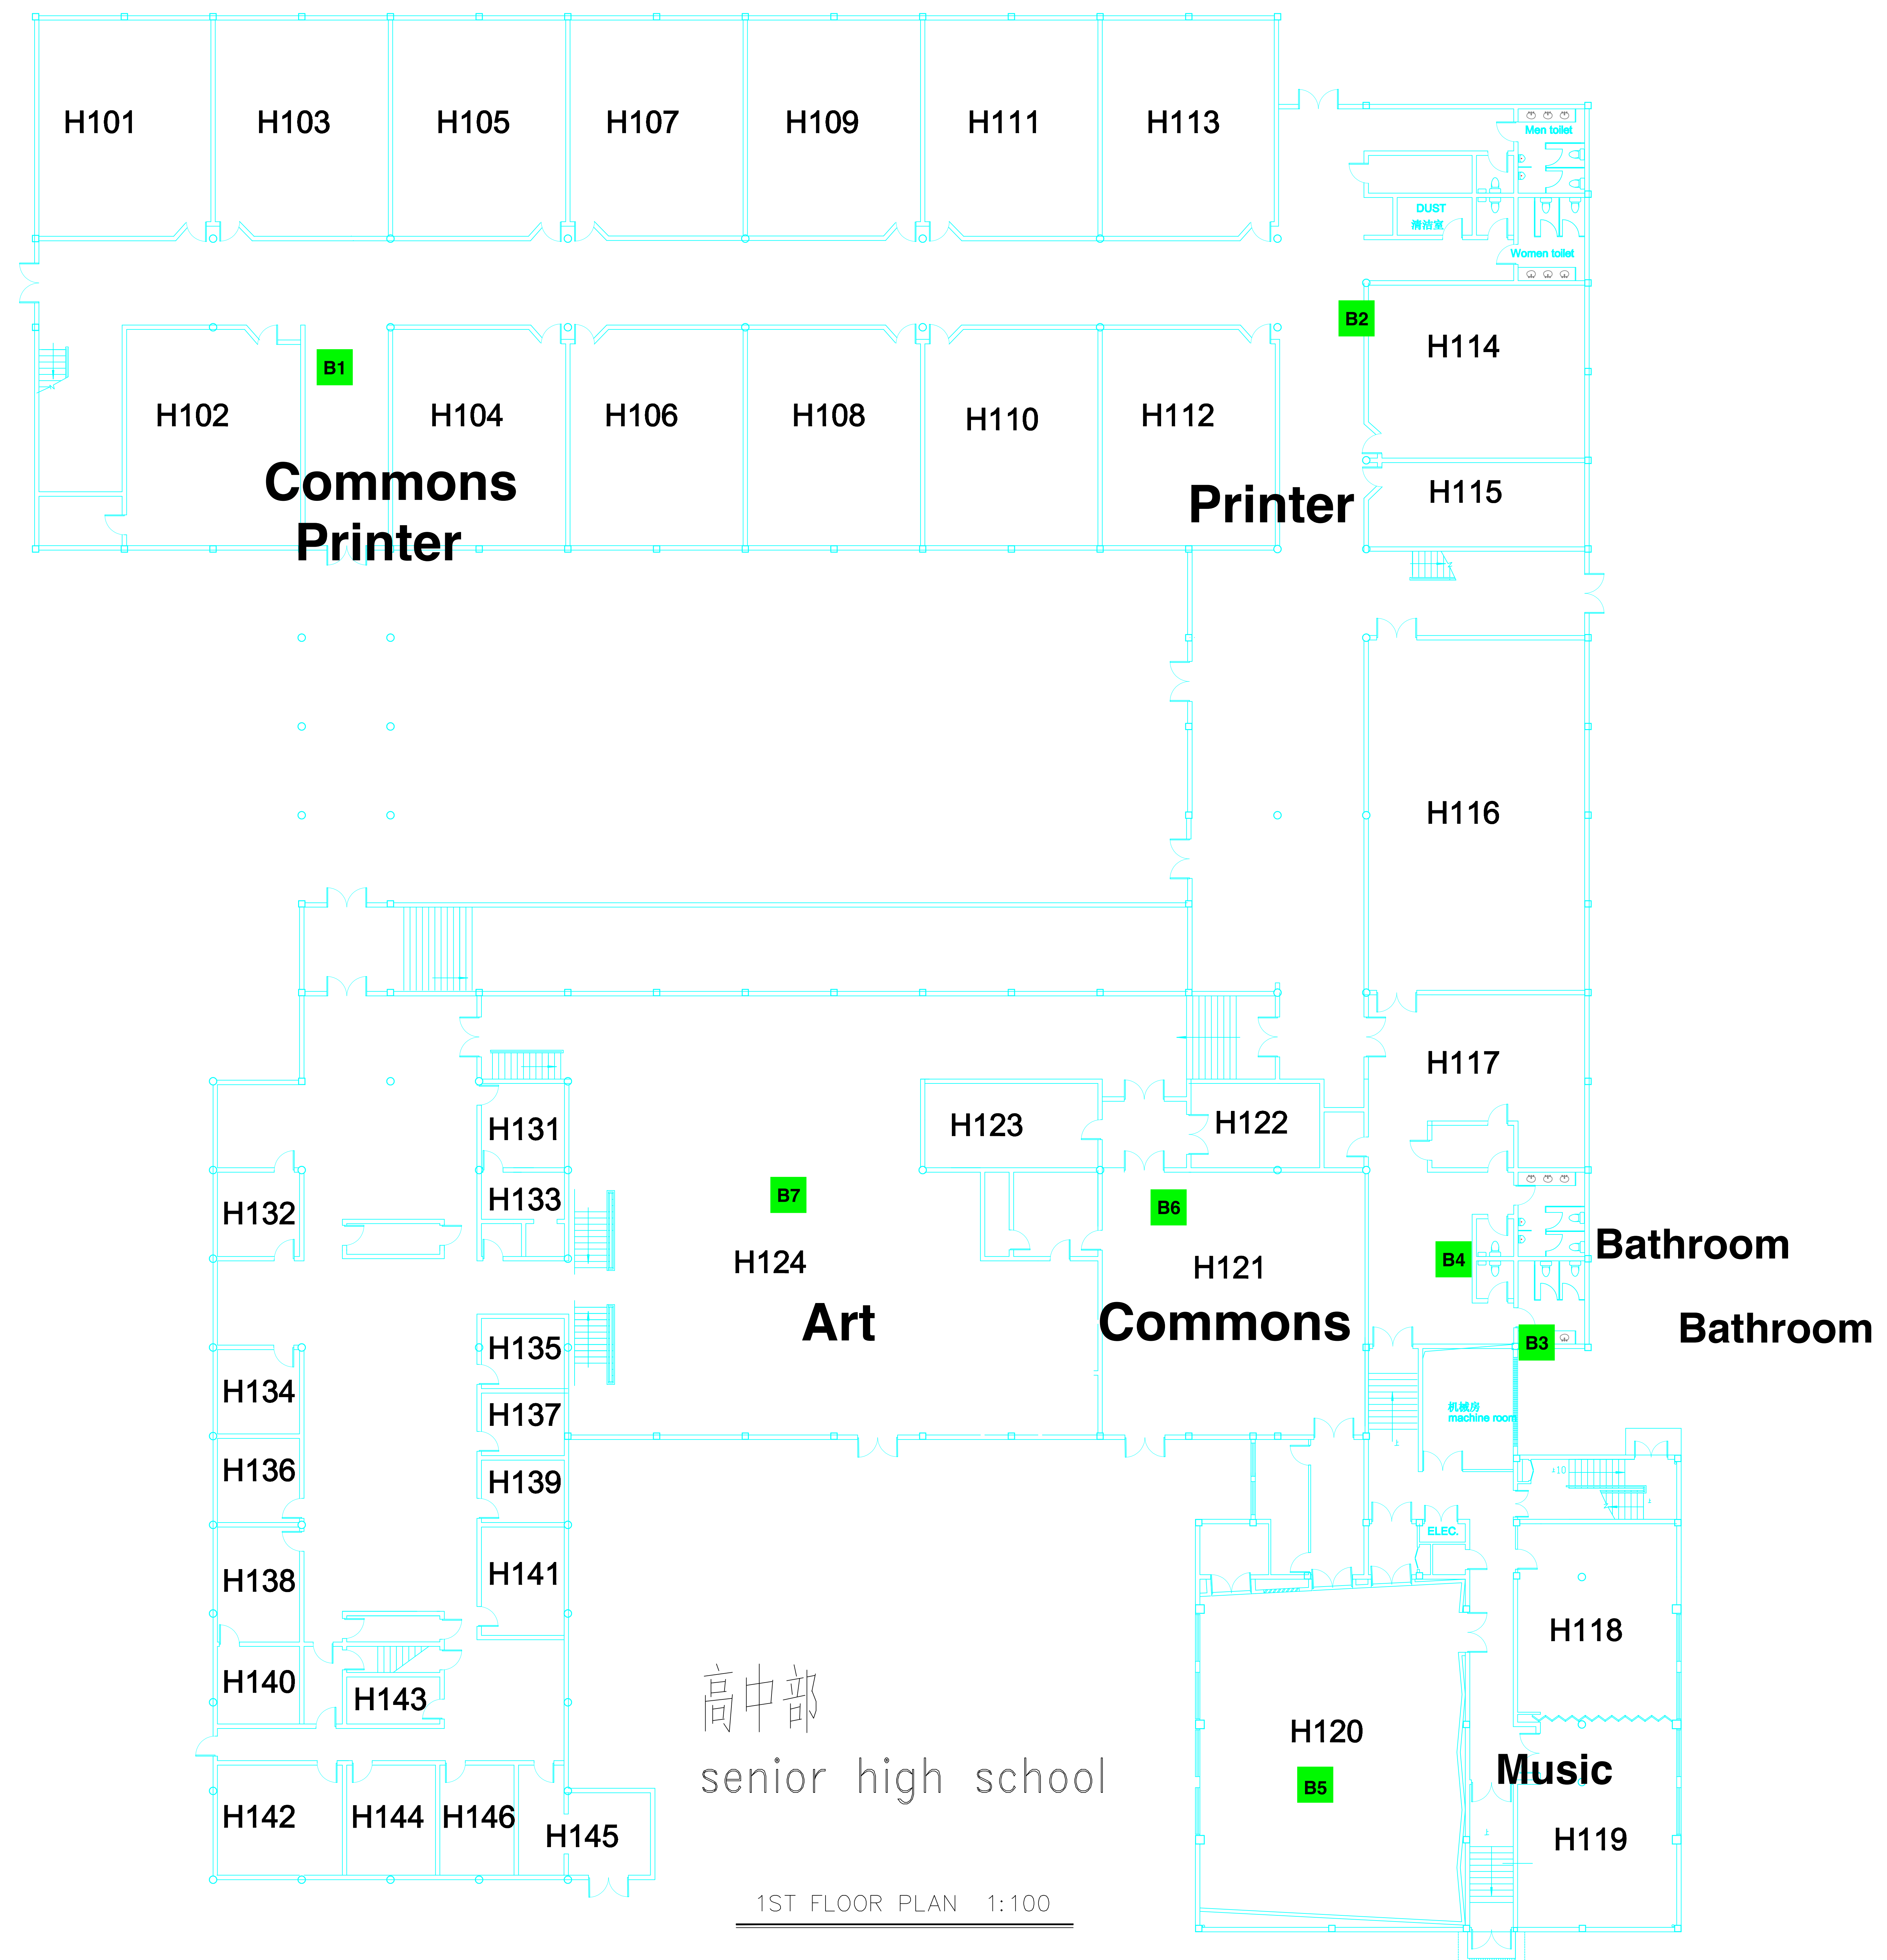 H101
H103
H105
H107
H109
H111
H113
Men toilet
DUST
清洁室
Women toilet
B1
B2
H102
H104
H106
H108
H110
H112
H114
Commons
Printer
Printer
H115
H116
H117
H131
H123
H122
H132
H133
B7
B6
B4
Bathroom
H124
H121
Art
Commons
Bathroom
B3
H135
H134
H137
机械房
machine room
H136
H139
10
ELEC.
H138
H141
H118
H140
H143
高中部
senior high school
H120
Music
B5
H142
H144
H146
H145
H119
1ST FLOOR PLAN 1:100